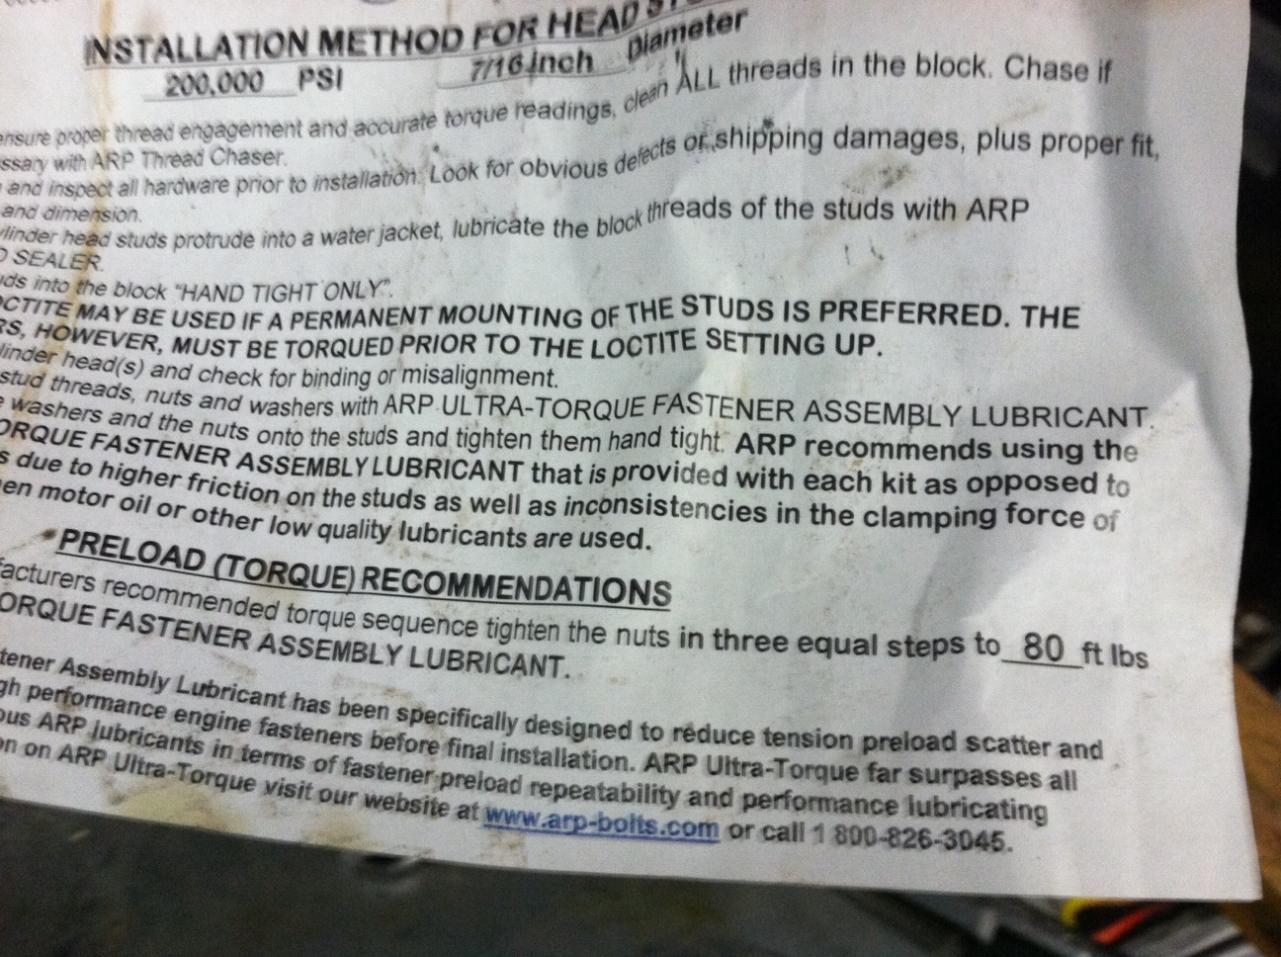 INSTALLATION METHOD FOR HEAD
200,000 PSI 7/16 inch Diameter
ensure proper thread engagement and accurate torque readings, clean ALL threads in the block. Chase if
ssary with ARP Thread Chaser.
and inspect all hardware prior to installation. Look for obvious defects or shipping damages, plus proper fit,
and dimension.
ylinder head studs protrude into a water jacket, lubricate the block threads of the studs with ARP
D SEALER.
uds into the block "HAND TIGHT ONLY".
OCTITE MAY BE USED IF A PERMANENT MOUNTING OF THE STUDS IS PREFERRED. THE
RS, HOWEVER, MUST BE TORQUED PRIOR TO THE LOCTITE SETTING UP.
linder head(s) and check for binding or misalignment.
stud threads, nuts and washers with ARP ULTRA-TORQUE FASTENER ASSEMBLY LUBRICANT.
e washers and the nuts onto the studs and tighten them hand tight. ARP recommends using the
ORQUE FASTENER ASSEMBLY LUBRICANT that is provided with each kit as opposed to
s due to higher friction on the studs as well as inconsistencies in the clamping force of
en motor oil or other low quality lubricants are used.
PRELOAD (TORQUE) RECOMMENDATIONS
facturers recommended torque sequence tighten the nuts in three equal steps to 80 ft lbs
ORQUE FASTENER ASSEMBLY LUBRICANT.
tener Assembly Lubricant has been specifically designed to reduce tension preload scatter and
gh performance engine fasteners before final installation. ARP Ultra-Torque far surpasses all
ous ARP lubricants in terms of fastener preload repeatability and performance lubricating
on on ARP Ultra-Torque visit our website at www.arp-bolts.com or call 1 800-826-3045.